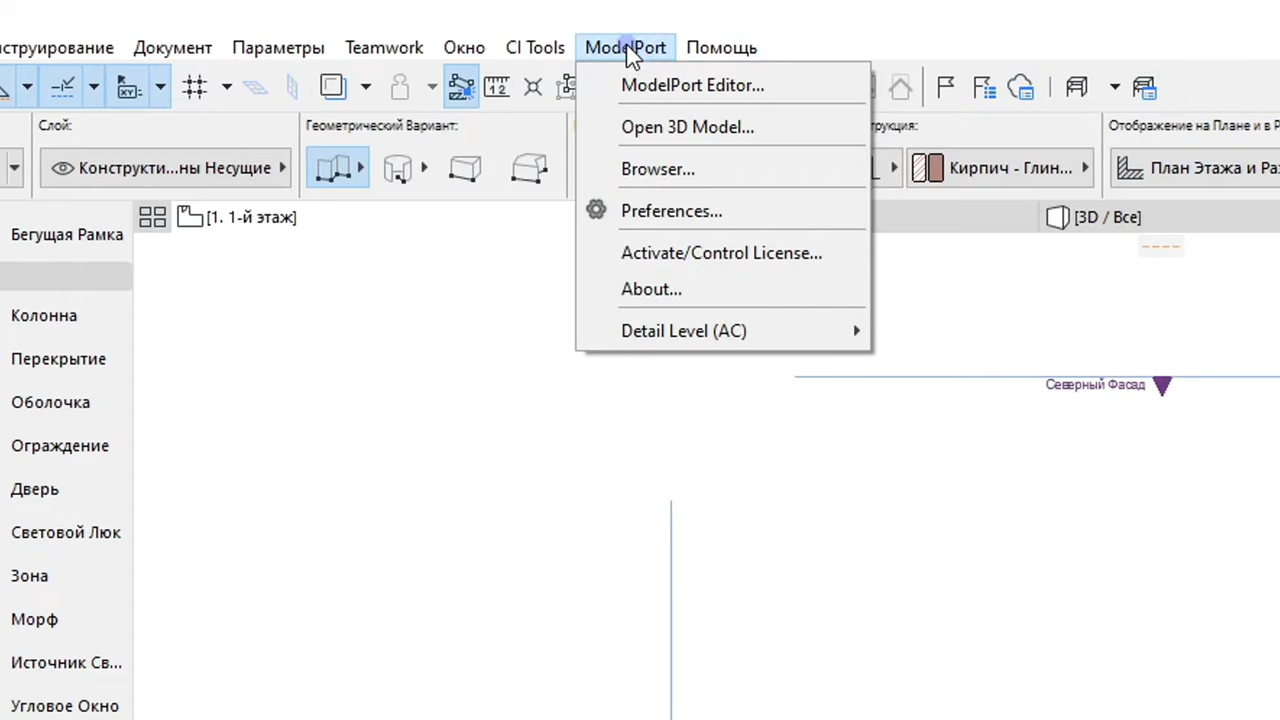 струирование Документ Параметры Teamwork Окно CI Tools ModelPort Помощь
Слой:
Геометрический Вариант:
рукция:
Отображение на Плане и в Р
Конструкти...ны Несущие
Кирпич - Глин...
План Этажа и Раз
[1. 1-й этаж]
[3D / Все]
ModelPort Editor...
Open 3D Model...
Browser...
Preferences...
Activate/Control License...
About...
Detail Level (AC)
Бегущая Рамка
Колонна
Перекрытие
Оболочка
Ограждение
Дверь
Световой Люк
Зона
Морф
Источник Св...
Угловое Окно
Северный Фасад